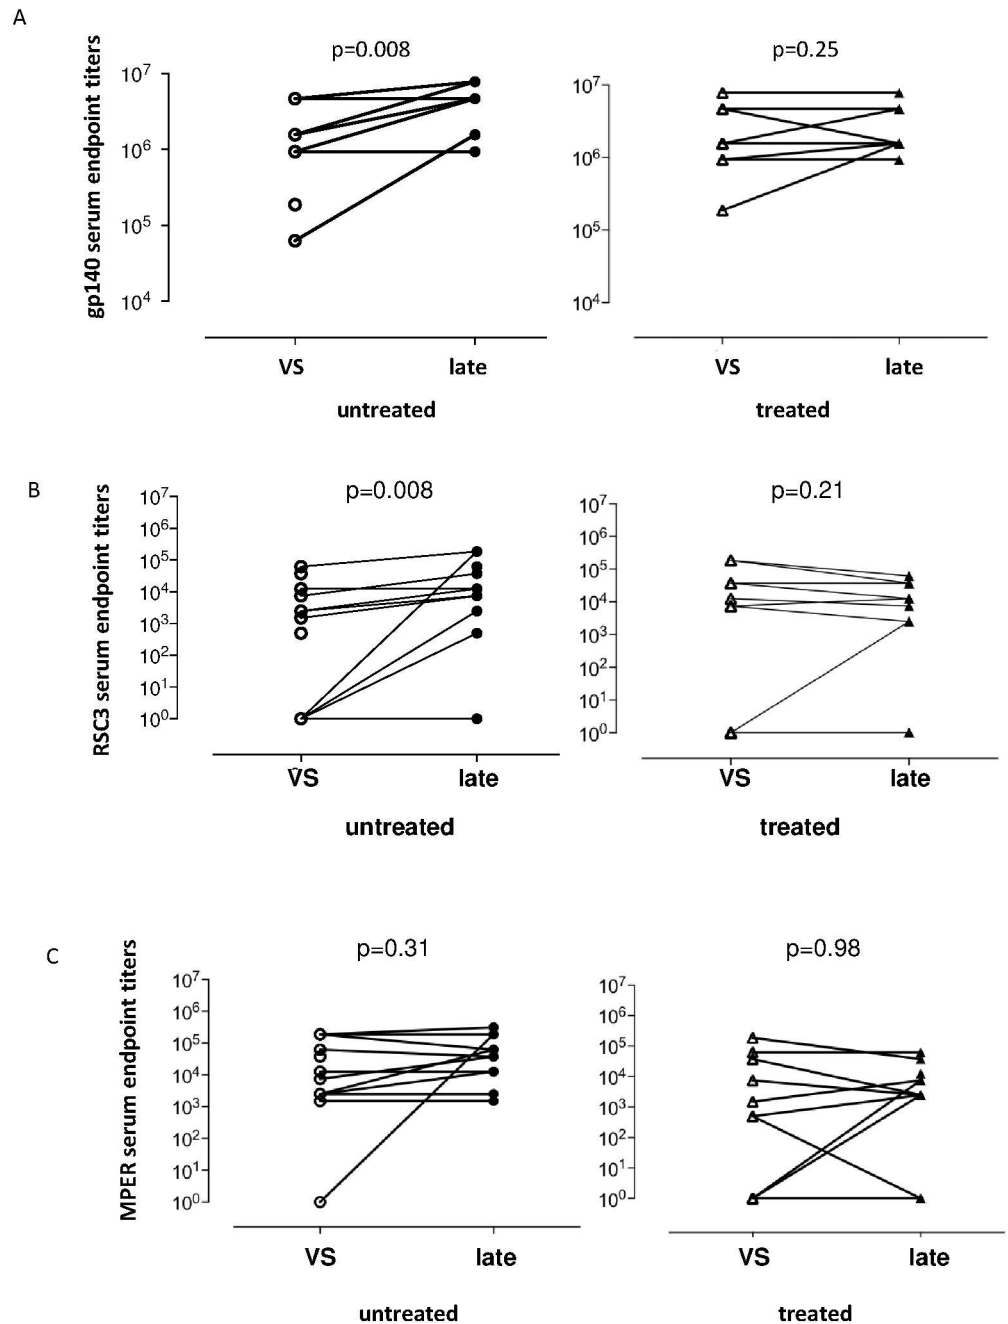 A
gp140 serum endpoint titers
p=0.008
10⁷
10⁶
10⁵
10⁴
VS late
untreated
p=0.25
10⁷
10⁶
10⁵
10⁴
VS late
treated
B
RSC3 serum endpoint titers
p=0.008
10⁷
10⁶
10⁵
10⁴
10³
10²
10¹
10⁰
VS late
untreated
p=0.21
10⁷
10⁶
10⁵
10⁴
10³
10²
10¹
10⁰
VS late
treated
C
MPER serum endpoint titers
p=0.31
10⁷
10⁶
10⁵
10⁴
10³
10²
10¹
10⁰
VS late
untreated
p=0.98
10⁷
10⁶
10⁵
10⁴
10³
10²
10¹
10⁰
VS late
treated